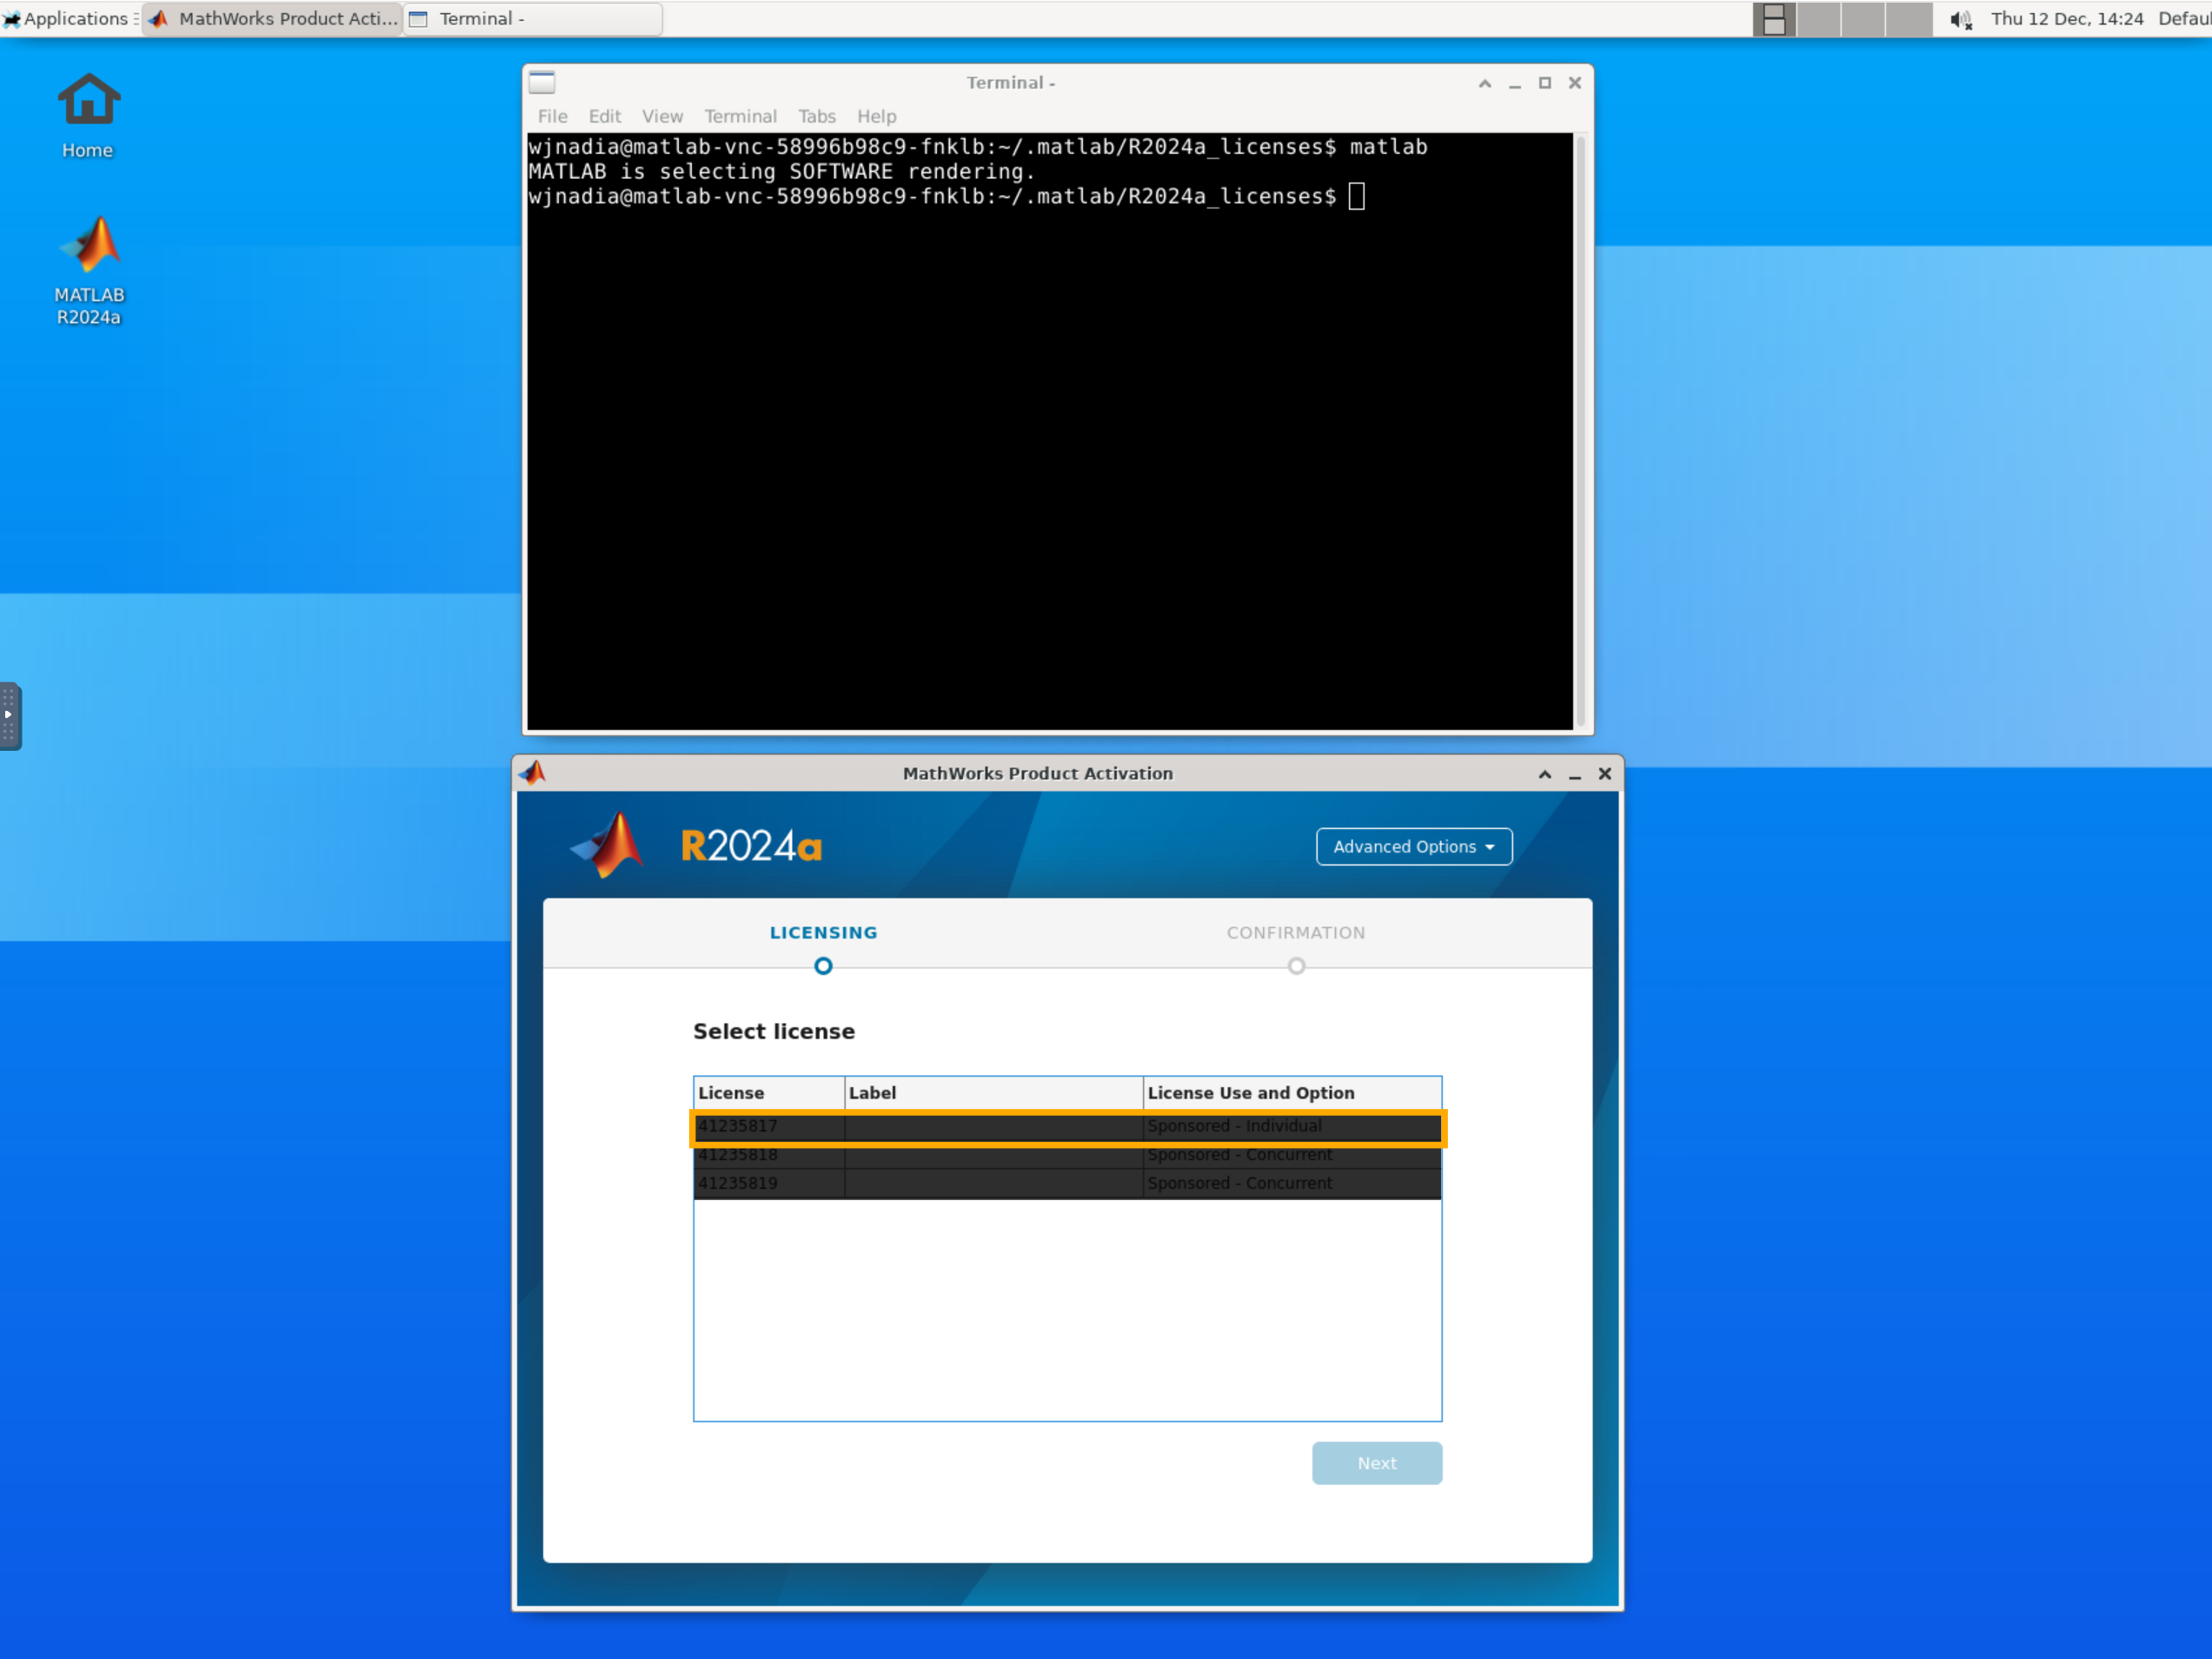 Applications MathWorks Product Acti... Terminal - Thu 12 Dec, 14:24 Defau
Home
MATLAB
R2024a
Terminal -
File Edit View Terminal Tabs Help
wjnadia@matlab-vnc-58996b98c9-fnklb:~/.matlab/R2024a_licenses$ matlab
MATLAB is selecting SOFTWARE rendering.
wjnadia@matlab-vnc-58996b98c9-fnklb:~/.matlab/R2024a_licenses$
MathWorks Product Activation
R2024a Advanced Options
LICENSING CONFIRMATION
Select license
License Label License Use and Option
41235817 Sponsored - Individual
41235818 Sponsored - Concurrent
41235819 Sponsored - Concurrent
Next